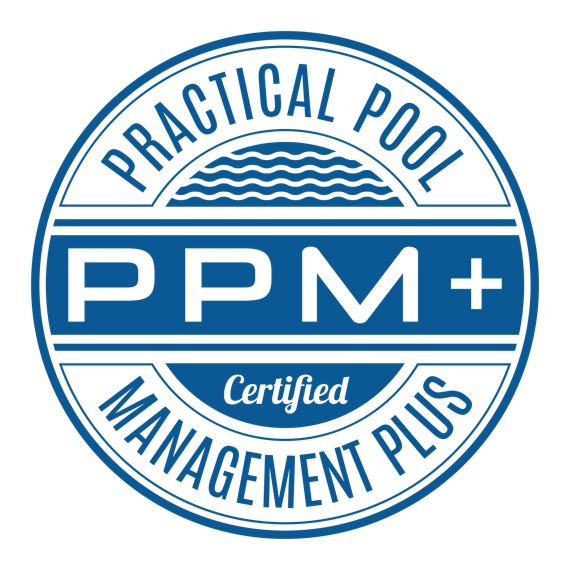 PRACTICAL POOL
PPM+
Certified
MANAGEMENT PLUS